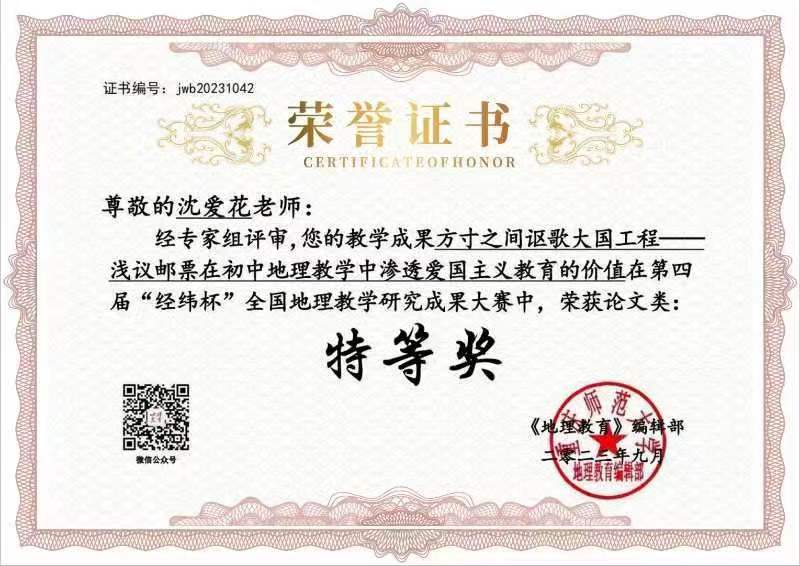 证书编号：jwb20231042
荣誉证书
CERTIFICATEOFHONOR
尊敬的沈爱花老师：
经专家组评审,您的教学成果方寸之间讴歌大国工程——
浅议邮票在初中地理教学中渗透爱国主义教育的价值在第四
届“经纬杯”全国地理教学研究成果大赛中，荣获论文类：
特等奖
微信公众号
《地理教育》编辑部
二零二三年九月
重庆师范大学
地理教育编辑部